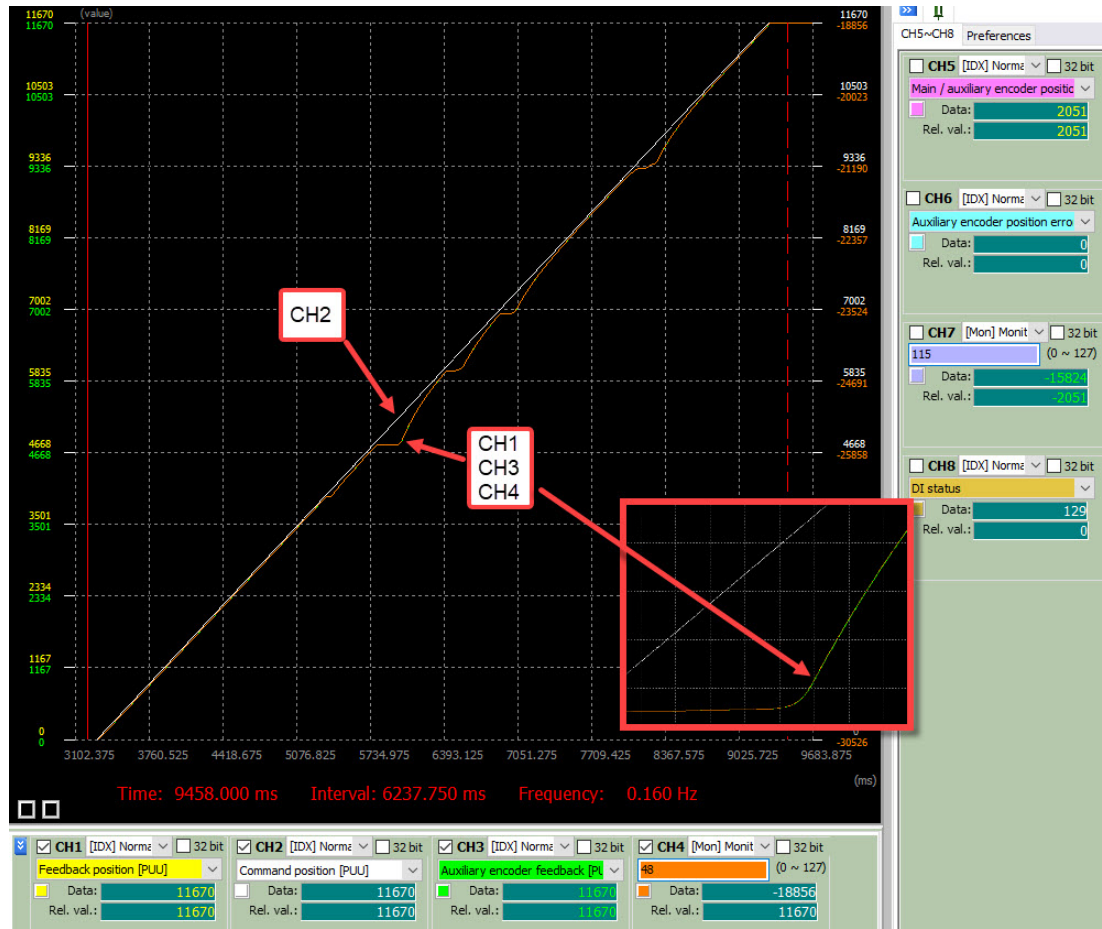 11670 (value) 11670
11670 -18856
10503 10503
10503 -20023
9336 9336
9336 -21190
8169 8169
8169 -22357
7002 7002
7002 -23524
5835 5835
5835 -24691
4668 4668
4668 -25858
3501
3501
2334
2334
1167
1167
0
0 -30526
CH2
CH1
CH3
CH4
3102.375 3760.525 4418.675 5076.825 5734.975 6393.125 7051.275 7709.425 8367.575 9025.725 9683.875
(ms)
Time: 9458.000 ms Interval: 6237.750 ms Frequency: 0.160 Hz
CH5~CH8 Preferences
CH5 [IDX] Norma 32 bit
Main / auxiliary encoder positic
Data: 2051
Rel. val.: 2051
CH6 [IDX] Norma 32 bit
Auxiliary encoder position erro
Data: 0
Rel. val.: 0
CH7 [Mon] Monit 32 bit
115 (0 ~ 127)
Data: -15824
Rel. val.: -2051
CH8 [IDX] Norma 32 bit
DI status
Data: 129
Rel. val.: 0
CH1 [IDX] Norma 32 bit
Feedback position [PUU]
Data: 11670
Rel. val.: 11670
CH2 [IDX] Norma 32 bit
Command position [PUU]
Data: 11670
Rel. val.: 11670
CH3 [IDX] Norma 32 bit
Auxiliary encoder feedback [PU
Data: 11670
Rel. val.: 11670
CH4 [Mon] Monit 32 bit
48 (0 ~ 127)
Data: -18856
Rel. val.: 11670